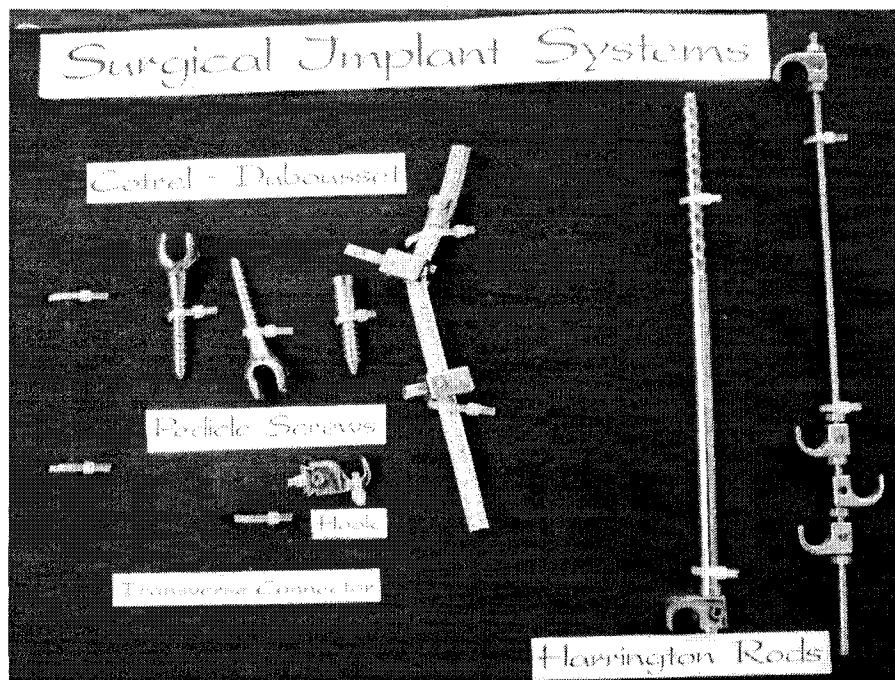 Surgical Implant Systems
Cotrel - Dubousset
Pedicle Screws
Hook
Transverse Connector
Harrington Rods